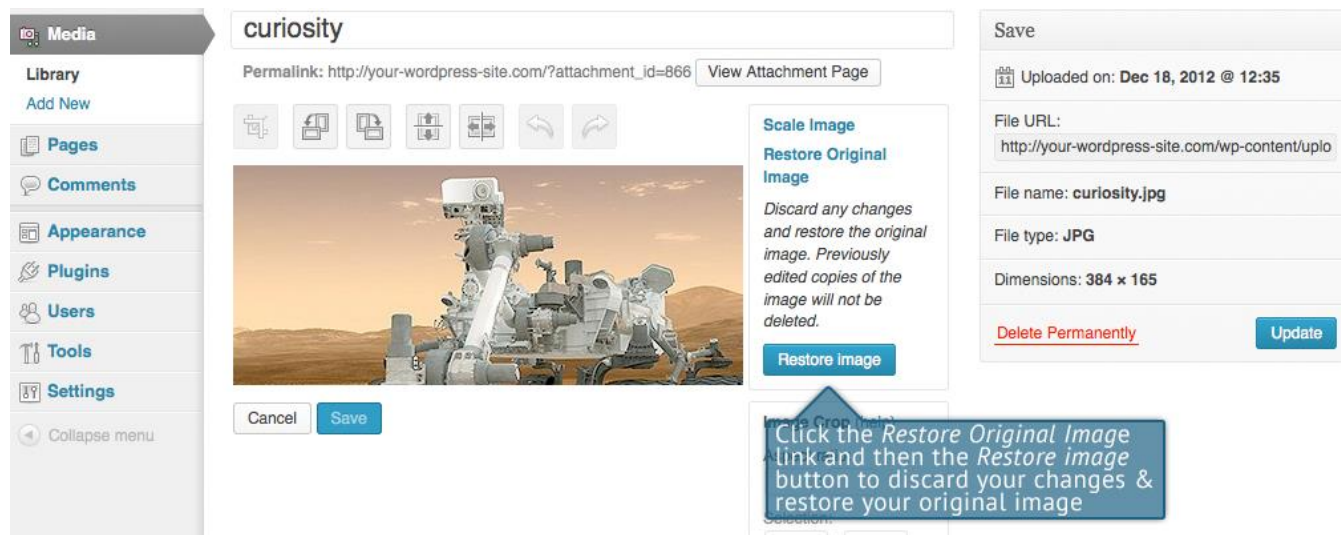 Media
Library
Add New
Pages
Comments
Appearance
Plugins
Users
Tools
Settings
Collapse menu
curiosity
Permalink: http://your-wordpress-site.com/?attachment_id=866 View Attachment Page
Scale Image
Restore Original
Image
Discard any changes
and restore the original
image. Previously
edited copies of the
image will not be
deleted.
Restore image
Cancel Save
Image Crop (help)
Click the Restore Original Image
link and then the Restore image
button to discard your changes &
restore your original image
Selection:
Save
11 Uploaded on: Dec 18, 2012 @ 12:35
File URL:
http://your-wordpress-site.com/wp-content/uplo
File name: curiosity.jpg
File type: JPG
Dimensions: 384 × 165
Delete Permanently Update